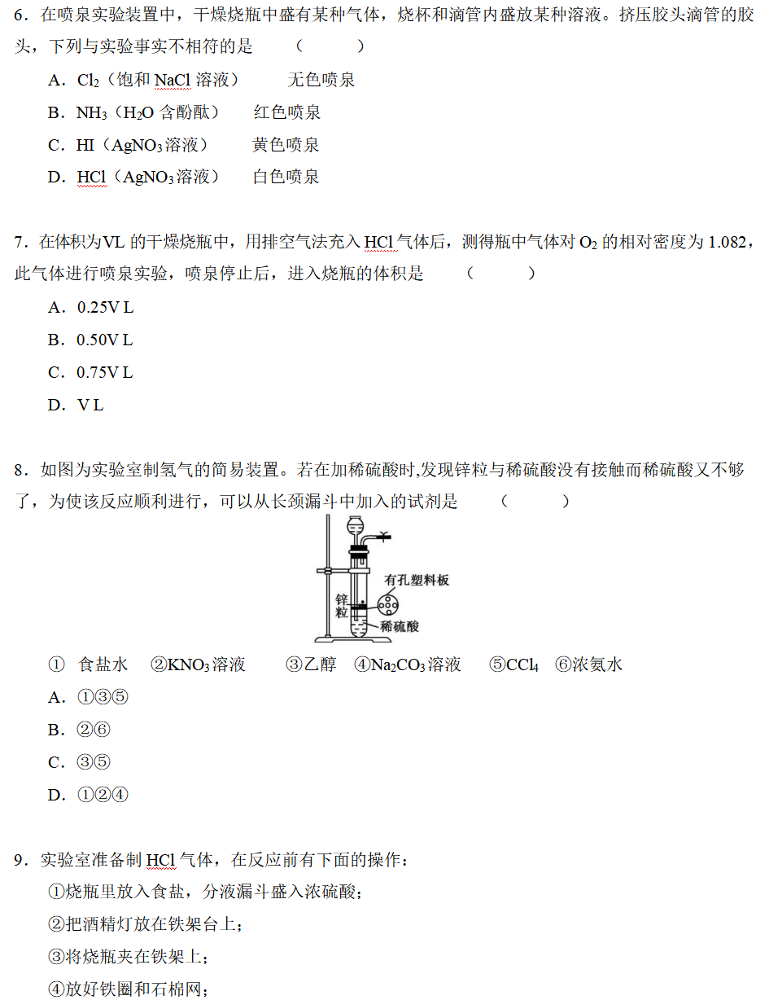 6．在喷泉实验装置中，干燥烧瓶中盛有某种气体，烧杯和滴管内盛放某种溶液。挤压胶头滴管的胶
头，下列与实验事实不相符的是　　（　　　）
A．Cl₂（饱和 NaCl 溶液）　　无色喷泉
B．NH₃（H₂O 含酚酞）　　红色喷泉
C．HI（AgNO₃溶液）　　黄色喷泉
D．HCl（AgNO₃溶液）　　白色喷泉
7．在体积为VL 的干燥烧瓶中，用排空气法充入 HCl 气体后，测得瓶中气体对 O₂ 的相对密度为 1.082，
此气体进行喷泉实验，喷泉停止后，进入烧瓶的体积是　　（　　　）
A．0.25V L
B．0.50V L
C．0.75V L
D．V L
8．如图为实验室制氢气的简易装置。若在加稀硫酸时,发现锌粒与稀硫酸没有接触而稀硫酸又不够
了，为使该反应顺利进行，可以从长颈漏斗中加入的试剂是　　（　　　）
有孔塑料板
锌
粒
稀硫酸
① 食盐水　②KNO₃溶液　　③乙醇　④Na₂CO₃溶液　⑤CCl₄　⑥浓氨水
A．①③⑤
B．②⑥
C．③⑤
D．①②④
9．实验室准备制 HCl 气体，在反应前有下面的操作：
①烧瓶里放入食盐，分液漏斗盛入浓硫酸；
②把酒精灯放在铁架台上；
③将烧瓶夹在铁架上；
④放好铁圈和石棉网；